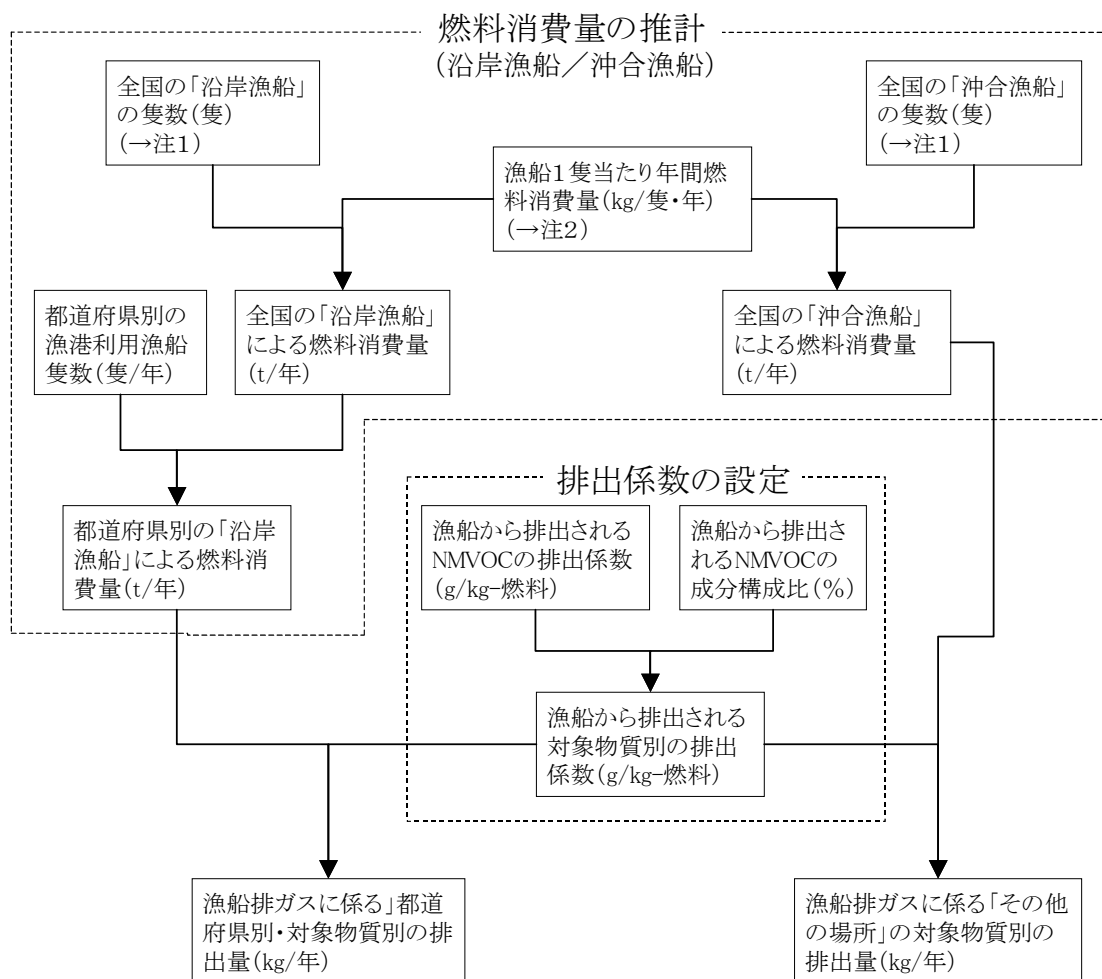 燃料消費量の推計
(沿岸漁船／沖合漁船)
全国の「沿岸漁船」
の隻数(隻)
(→注1)
全国の「沖合漁船」
の隻数(隻)
(→注1)
漁船１隻当たり年間燃
料消費量(kg/隻・年)
(→注２)
都道府県別の
漁港利用漁船
隻数(隻/年)
全国の「沿岸漁船」
による燃料消費量
(t/年)
全国の「沖合漁船」
による燃料消費量
(t/年)
排出係数の設定
都道府県別の「沿岸
漁船」による燃料消
費量(t/年)
漁船から排出される
NMVOCの排出係数
(g/kg-燃料)
漁船から排出さ
れるNMVOCの
成分構成比(％)
漁船から排出される
対象物質別の排出
係数(g/kg-燃料)
漁船排ガスに係る」都道
府県別・対象物質別の排
出量(kg/年)
漁船排ガスに係る「その他
の場所」の対象物質別の
排出量(kg/年)